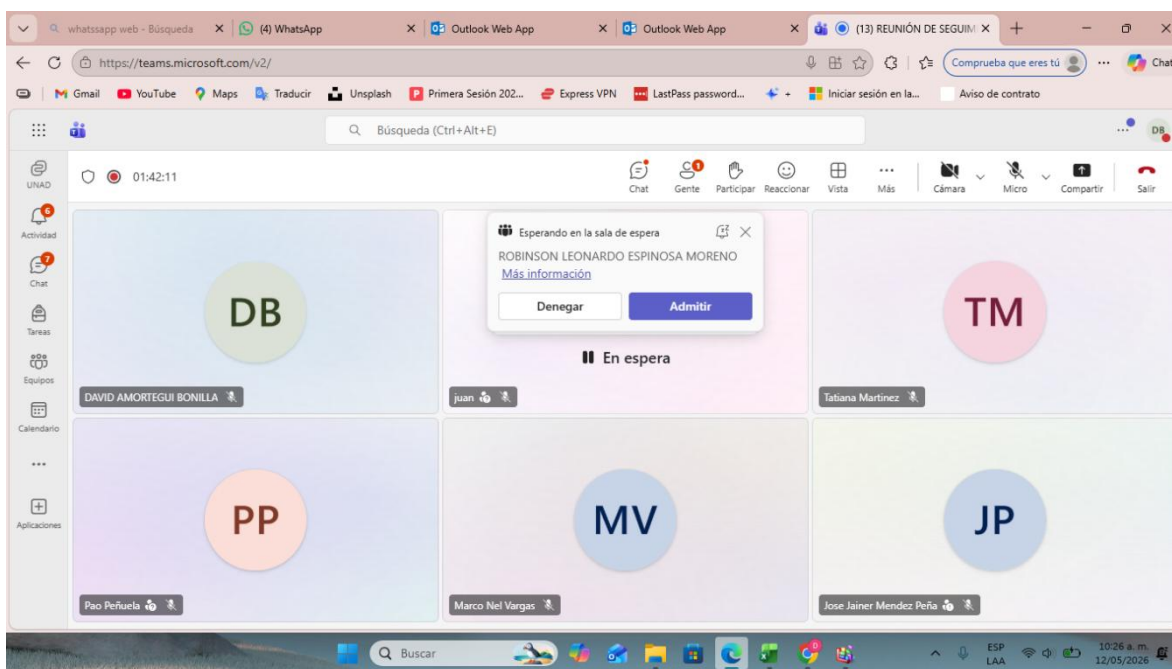 whatssapp web - Búsqueda
(4) WhatsApp
Outlook Web App
Outlook Web App
(13) REUNIÓN DE SEGUIM
https://teams.microsoft.com/v2/
Comprueba que eres tú
Chat
Gmail
YouTube
Maps
Traducir
Unsplash
Primera Sesión 202...
Express VPN
LastPass password...
Iniciar sesión en la...
Aviso de contrato
Búsqueda (Ctrl+Alt+E)
DB
UNAD
01:42:11
Chat
Gente
Participar
Reaccionar
Vista
Más
Cámara
Micro
Compartir
Salir
6
Actividad
7
Chat
Tareas
Equipos
Calendario
Aplicaciones
1
Esperando en la sala de espera
ROBINSON LEONARDO ESPINOSA MORENO
Más información
Denegar
Admitir
DB
DAVID AMORTEGUI BONILLA
En espera
juan
TM
Tatiana Martinez
PP
Pao Peñuela
MV
Marco Nel Vargas
JP
Jose Jainer Mendez Peña
Buscar
ESP
LAA
10:26 a. m.
12/05/2026